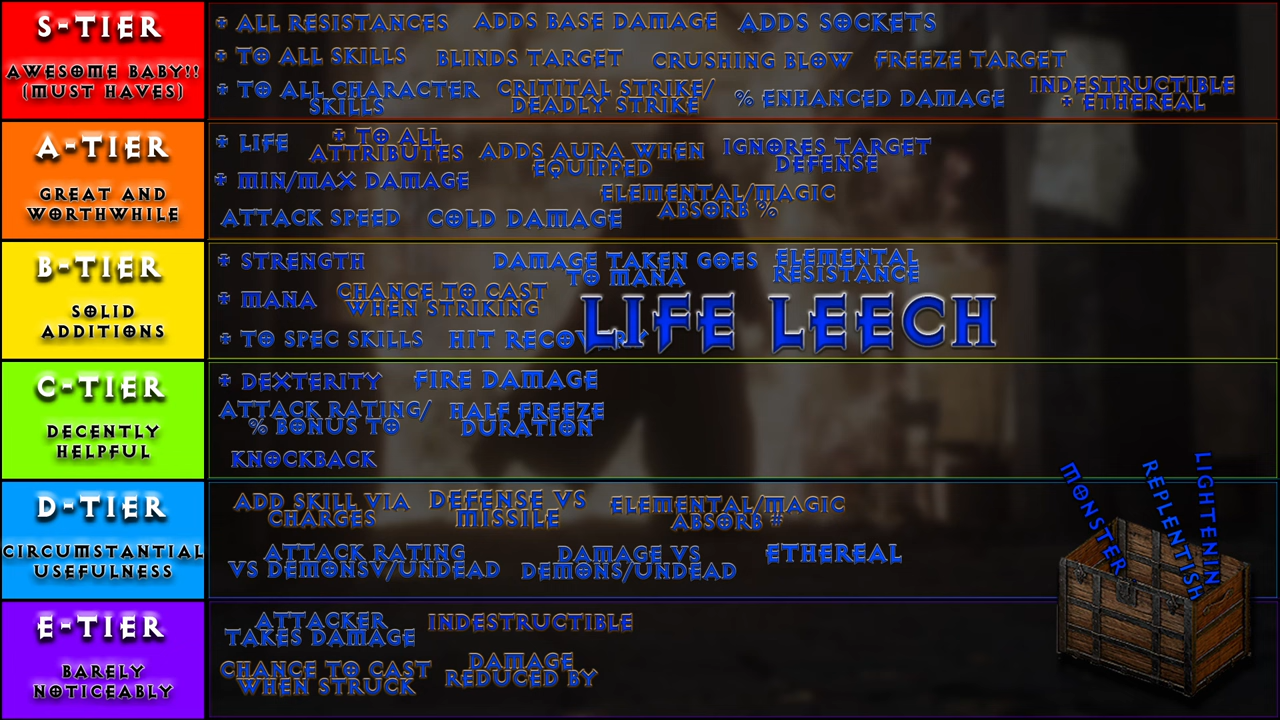 S-TIER
AWESOME BABY!!
(MUST HAVES)
+ ALL RESISTANCES ADDS BASE DAMAGE ADDS SOCKETS
+ TO ALL SKILLS BLINDS TARGET CRUSHING BLOW FREEZE TARGET
+ TO ALL CHARACTER
SKILLS
CRITITAL STRIKE/
DEADLY STRIKE
% ENHANCED DAMAGE
INDESTRUCTIBLE
+ ETHEREAL
A-TIER
GREAT AND
WORTHWHILE
+ LIFE
+ TO ALL
ATTRIBUTES
ADDS AURA WHEN
EQUIPPED
IGNORES TARGET
DEFENSE
+ MIN/MAX DAMAGE
ELEMENTAL/MAGIC
ABSORB %
ATTACK SPEED COLD DAMAGE
B-TIER
SOLID
ADDITIONS
+ STRENGTH
DAMAGE TAKEN GOES
TO MANA
ELEMENTAL
RESISTANCE
+ MANA
CHANCE TO CAST
WHEN STRIKING
LIFE LEECH
+ TO SPEC SKILLS HIT RECOVERY
C-TIER
DECENTLY
HELPFUL
+ DEXTERITY FIRE DAMAGE
ATTACK RATING/
% BONUS TO
HALF FREEZE
DURATION
KNOCKBACK
D-TIER
CIRCUMSTANTIAL
USEFULNESS
ADD SKILL VIA
CHARGES
DEFENSE VS
MISSILE
ELEMENTAL/MAGIC
ABSORB #
ATTACK RATING
VS DEMONSV/UNDEAD
DAMAGE VS
DEMONS/UNDEAD
ETHEREAL
MONSTER
REPLENTISH
LIGHTENIN
E-TIER
BARELY
NOTICEABLY
ATTACKER
TAKES DAMAGE
INDESTRUCTIBLE
CHANCE TO CAST
WHEN STRUCK
DAMAGE
REDUCED BY